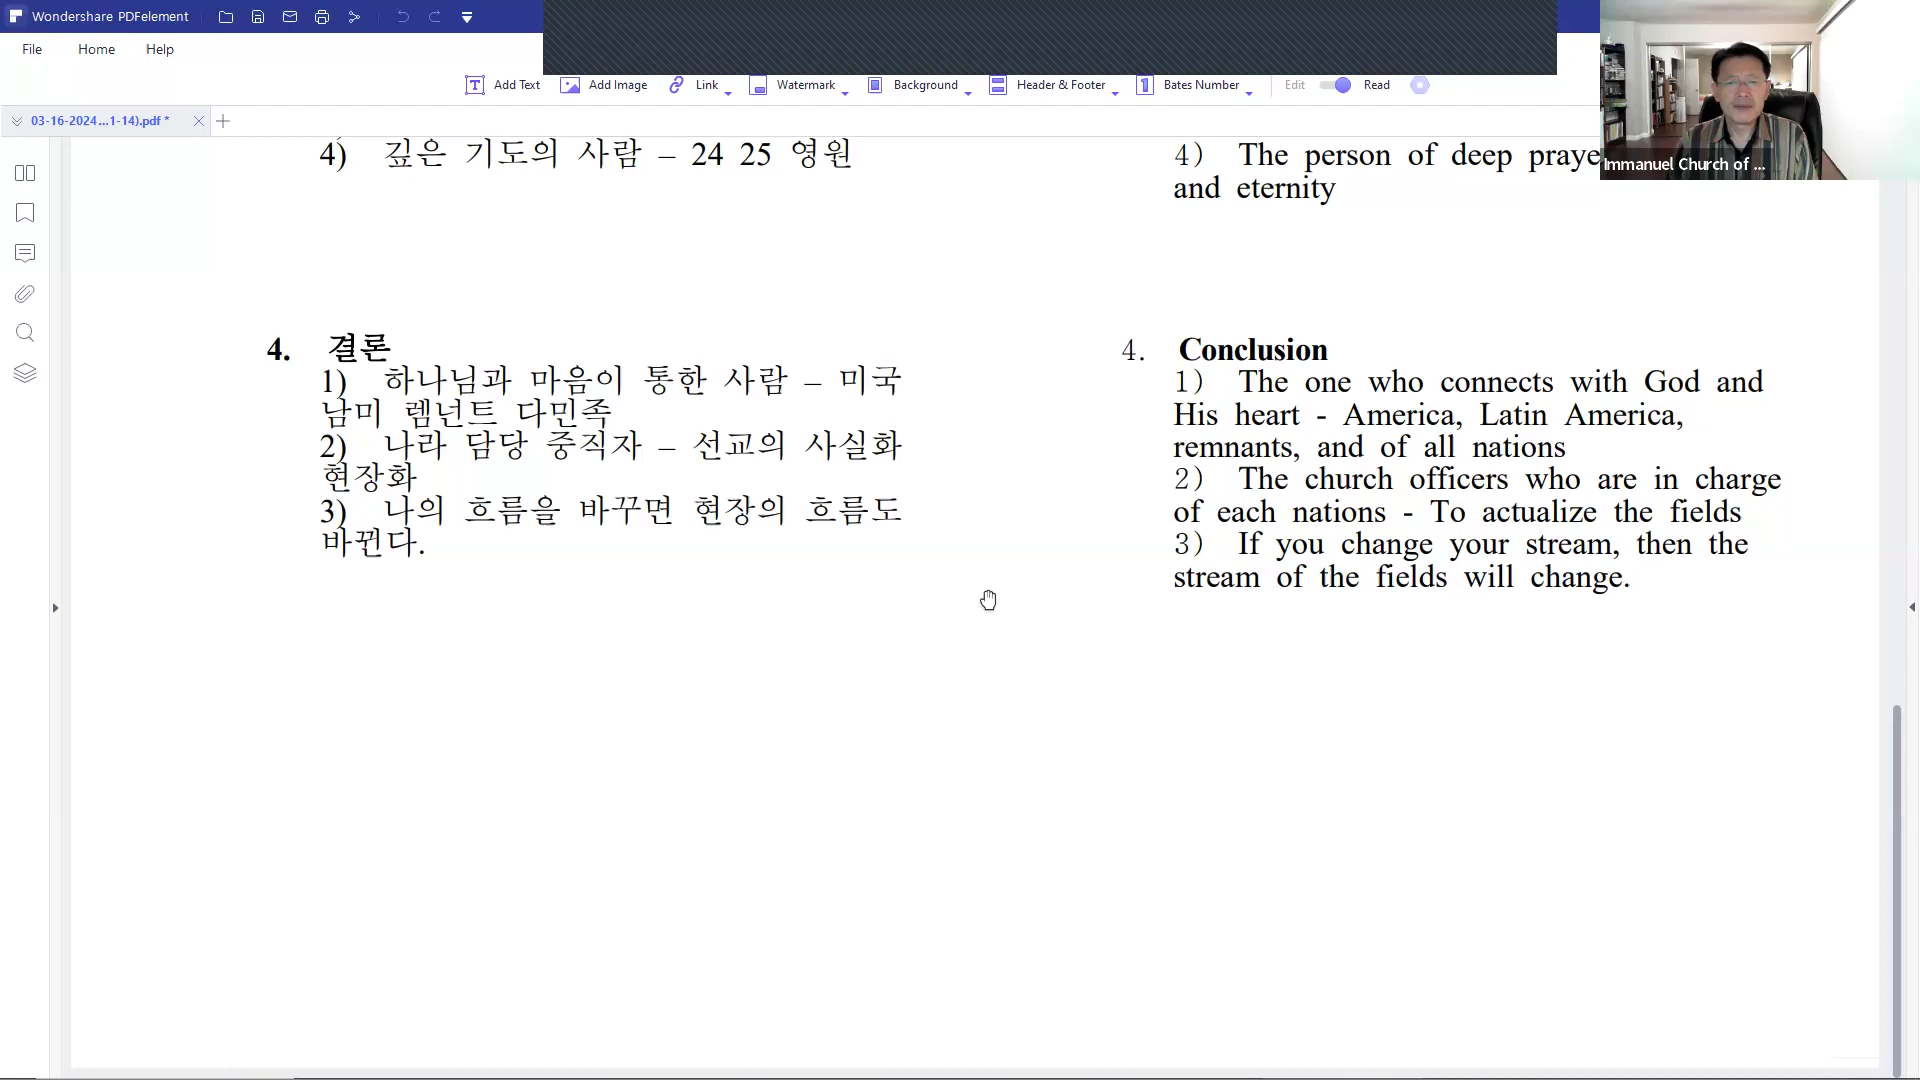 Wondershare PDFelement
File Home Help
Add Text Add Image Link Watermark Background Header & Footer Bates Number Edit Read
03-16-2024...1-14).pdf *
Immanuel Church of ...
4) 깊은 기도의 사람 – 24 25 영원
4. 결론
1) 하나님과 마음이 통한 사람 – 미국
남미 렘넌트 다민족
2) 나라 담당 중직자 – 선교의 사실화
현장화
3) 나의 흐름을 바꾸면 현장의 흐름도
바뀐다.
4) The person of deep praye
and eternity
4. Conclusion
1) The one who connects with God and
His heart - America, Latin America,
remnants, and of all nations
2) The church officers who are in charge
of each nations - To actualize the fields
3) If you change your stream, then the
stream of the fields will change.